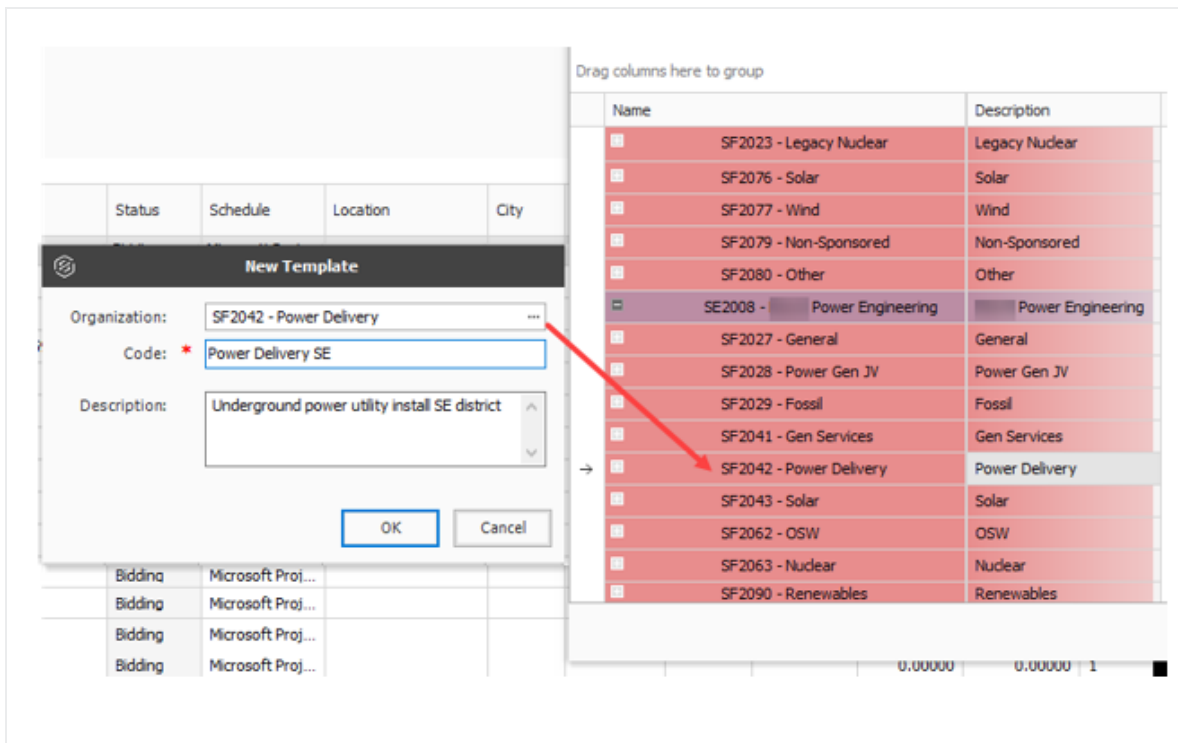 Drag columns here to group
Name Description
SF2023 - Legacy Nuclear Legacy Nuclear
SF2076 - Solar Solar
SF2077 - Wind Wind
SF2079 - Non-Sponsored Non-Sponsored
SF2080 - Other Other
SE2008 - Power Engineering Power Engineering
SF2027 - General General
SF2028 - Power Gen JV Power Gen JV
SF2029 - Fossil Fossil
SF2041 - Gen Services Gen Services
SF2042 - Power Delivery Power Delivery
SF2043 - Solar Solar
SF2062 - OSW OSW
SF2063 - Nuclear Nuclear
SF2090 - Renewables Renewables
Status Schedule Location City
New Template
Organization: SF2042 - Power Delivery ...
Code: * Power Delivery SE
Description: Underground power utility install SE district
OK Cancel
Bidding Microsoft Proj...
Bidding Microsoft Proj...
Bidding Microsoft Proj...
Bidding Microsoft Proj...
0.00000 0.00000 1